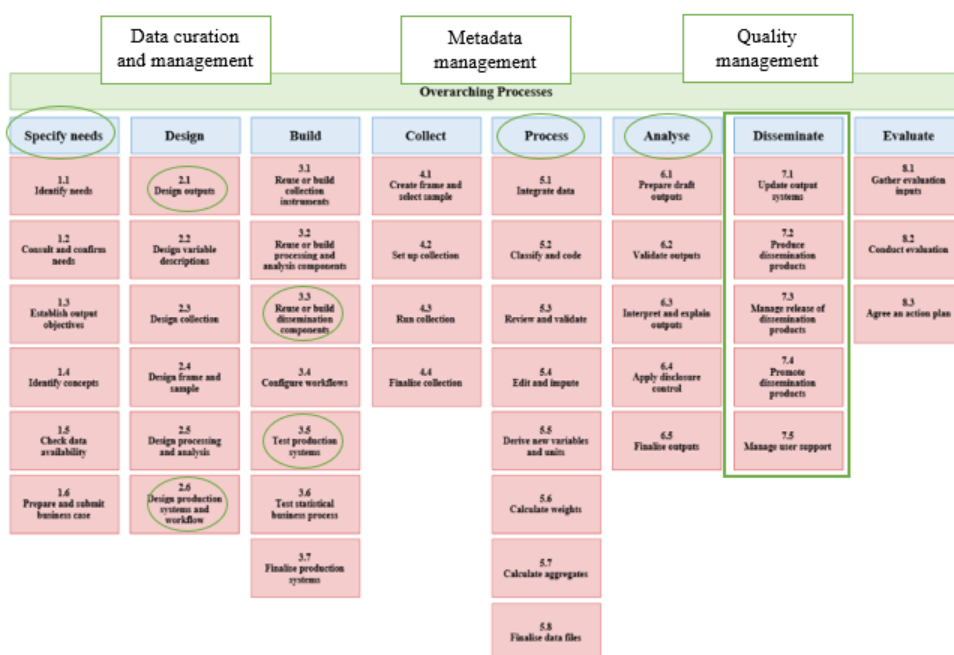 Data curation
and management
Metadata
management
Quality
management
Overarching Processes
Specify needs
Design
Build
Collect
Process
Analyse
Disseminate
Evaluate
1.1
Identify needs
1.2
Consult and confirm
needs
1.3
Establish output
objectives
1.4
Identify concepts
1.5
Check data
availability
1.6
Prepare and submit
business case
2.1
Design outputs
2.2
Design variable
descriptions
2.3
Design collection
2.4
Design frame and
sample
2.5
Design processing
and analysis
2.6
Design production
systems and
workflow
3.1
Reuse or build
collection
instruments
3.2
Reuse or build
processing and
analysis components
3.3
Reuse or build
dissemination
components
3.4
Configure workflows
3.5
Test production
systems
3.6
Test statistical
business process
3.7
Finalise production
systems
4.1
Create frame and
select sample
4.2
Set up collection
4.3
Run collection
4.4
Finalise collection
5.1
Integrate data
5.2
Classify and code
5.3
Review and validate
5.4
Edit and impute
5.5
Derive new variables
and units
5.6
Calculate weights
5.7
Calculate aggregates
5.8
Finalise data files
6.1
Prepare draft
outputs
6.2
Validate outputs
6.3
Interpret and explain
outputs
6.4
Apply disclosure
control
6.5
Finalise outputs
7.1
Update output
systems
7.2
Produce
dissemination
products
7.3
Manage release of
dissemination
products
7.4
Promote
dissemination
products
7.5
Manage user support
8.1
Gather evaluation
inputs
8.2
Conduct evaluation
8.3
Agree an action plan